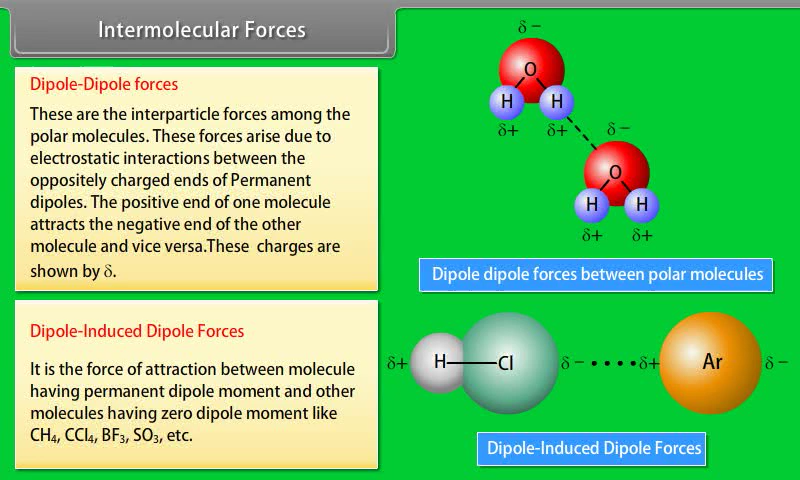 Intermolecular Forces
Dipole-Dipole forces
These are the interparticle forces among the
polar molecules. These forces arise due to
electrostatic interactions between the
oppositely charged ends of Permanent
dipoles. The positive end of one molecule
attracts the negative end of the other
molecule and vice versa.These charges are
shown by δ.
δ−
O
H H
δ+ δ+
δ−
O
H H
δ+ δ+
Dipole dipole forces between polar molecules
Dipole-Induced Dipole Forces
It is the force of attraction between molecule
having permanent dipole moment and other
molecules having zero dipole moment like
CH₄, CCl₄, BF₃, SO₃, etc.
δ+ H Cl δ− δ+ Ar δ−
Dipole-Induced Dipole Forces